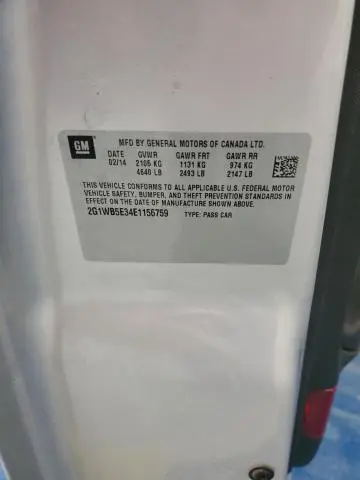 GM
MFD BY GENERAL MOTORS OF CANADA LTD.
DATE GVWR GAWR FRT GAWR RR
02/14 2105 KG 1131 KG 974 KG
4640 LB 2493 LB 2147 LB
THIS VEHICLE CONFORMS TO ALL APPLICABLE U.S. FEDERAL MOTOR
VEHICLE SAFETY, BUMPER, AND THEFT PREVENTION STANDARDS IN
EFFECT ON THE DATE OF MANUFACTURE SHOWN ABOVE.
2G1WB5E34E1156759 TYPE: PASS CAR